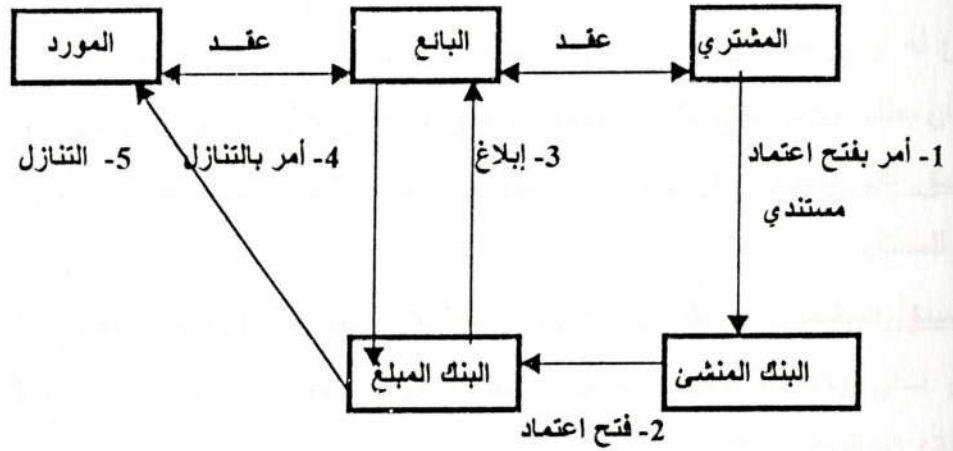 المشتري
عقد
البائع
عقد
المورد
1- أمر بفتح اعتماد
مستندي
3- إبلاغ
4- أمر بالتنازل
5- التنازل
البنك المنشئ
البنك المبلغ
2- فتح اعتماد